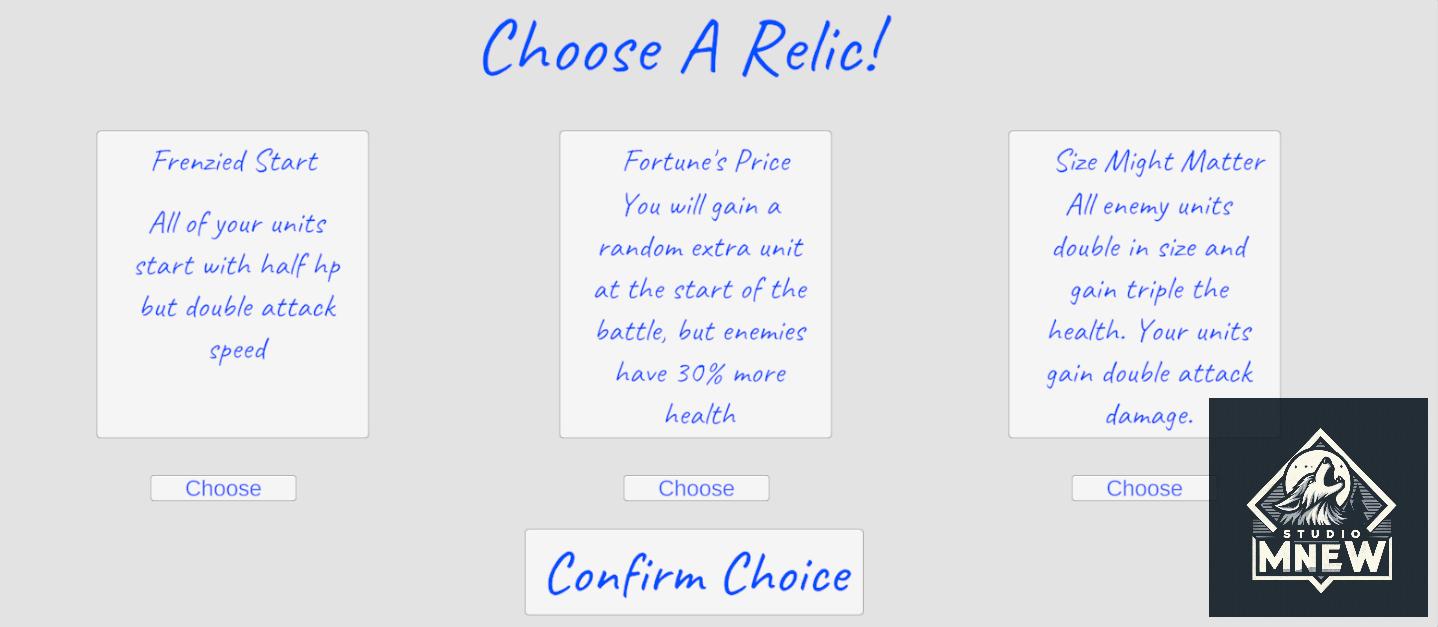 Choose A Relic!
Frenzied Start
All of your units
start with half hp
but double attack
speed
Choose
Fortune's Price
You will gain a
random extra unit
at the start of the
battle, but enemies
have 30% more
health
Choose
Size Might Matter
All enemy units
double in size and
gain triple the
health. Your units
gain double attack
damage.
Choose
Confirm Choice
STUDIO
MNEW